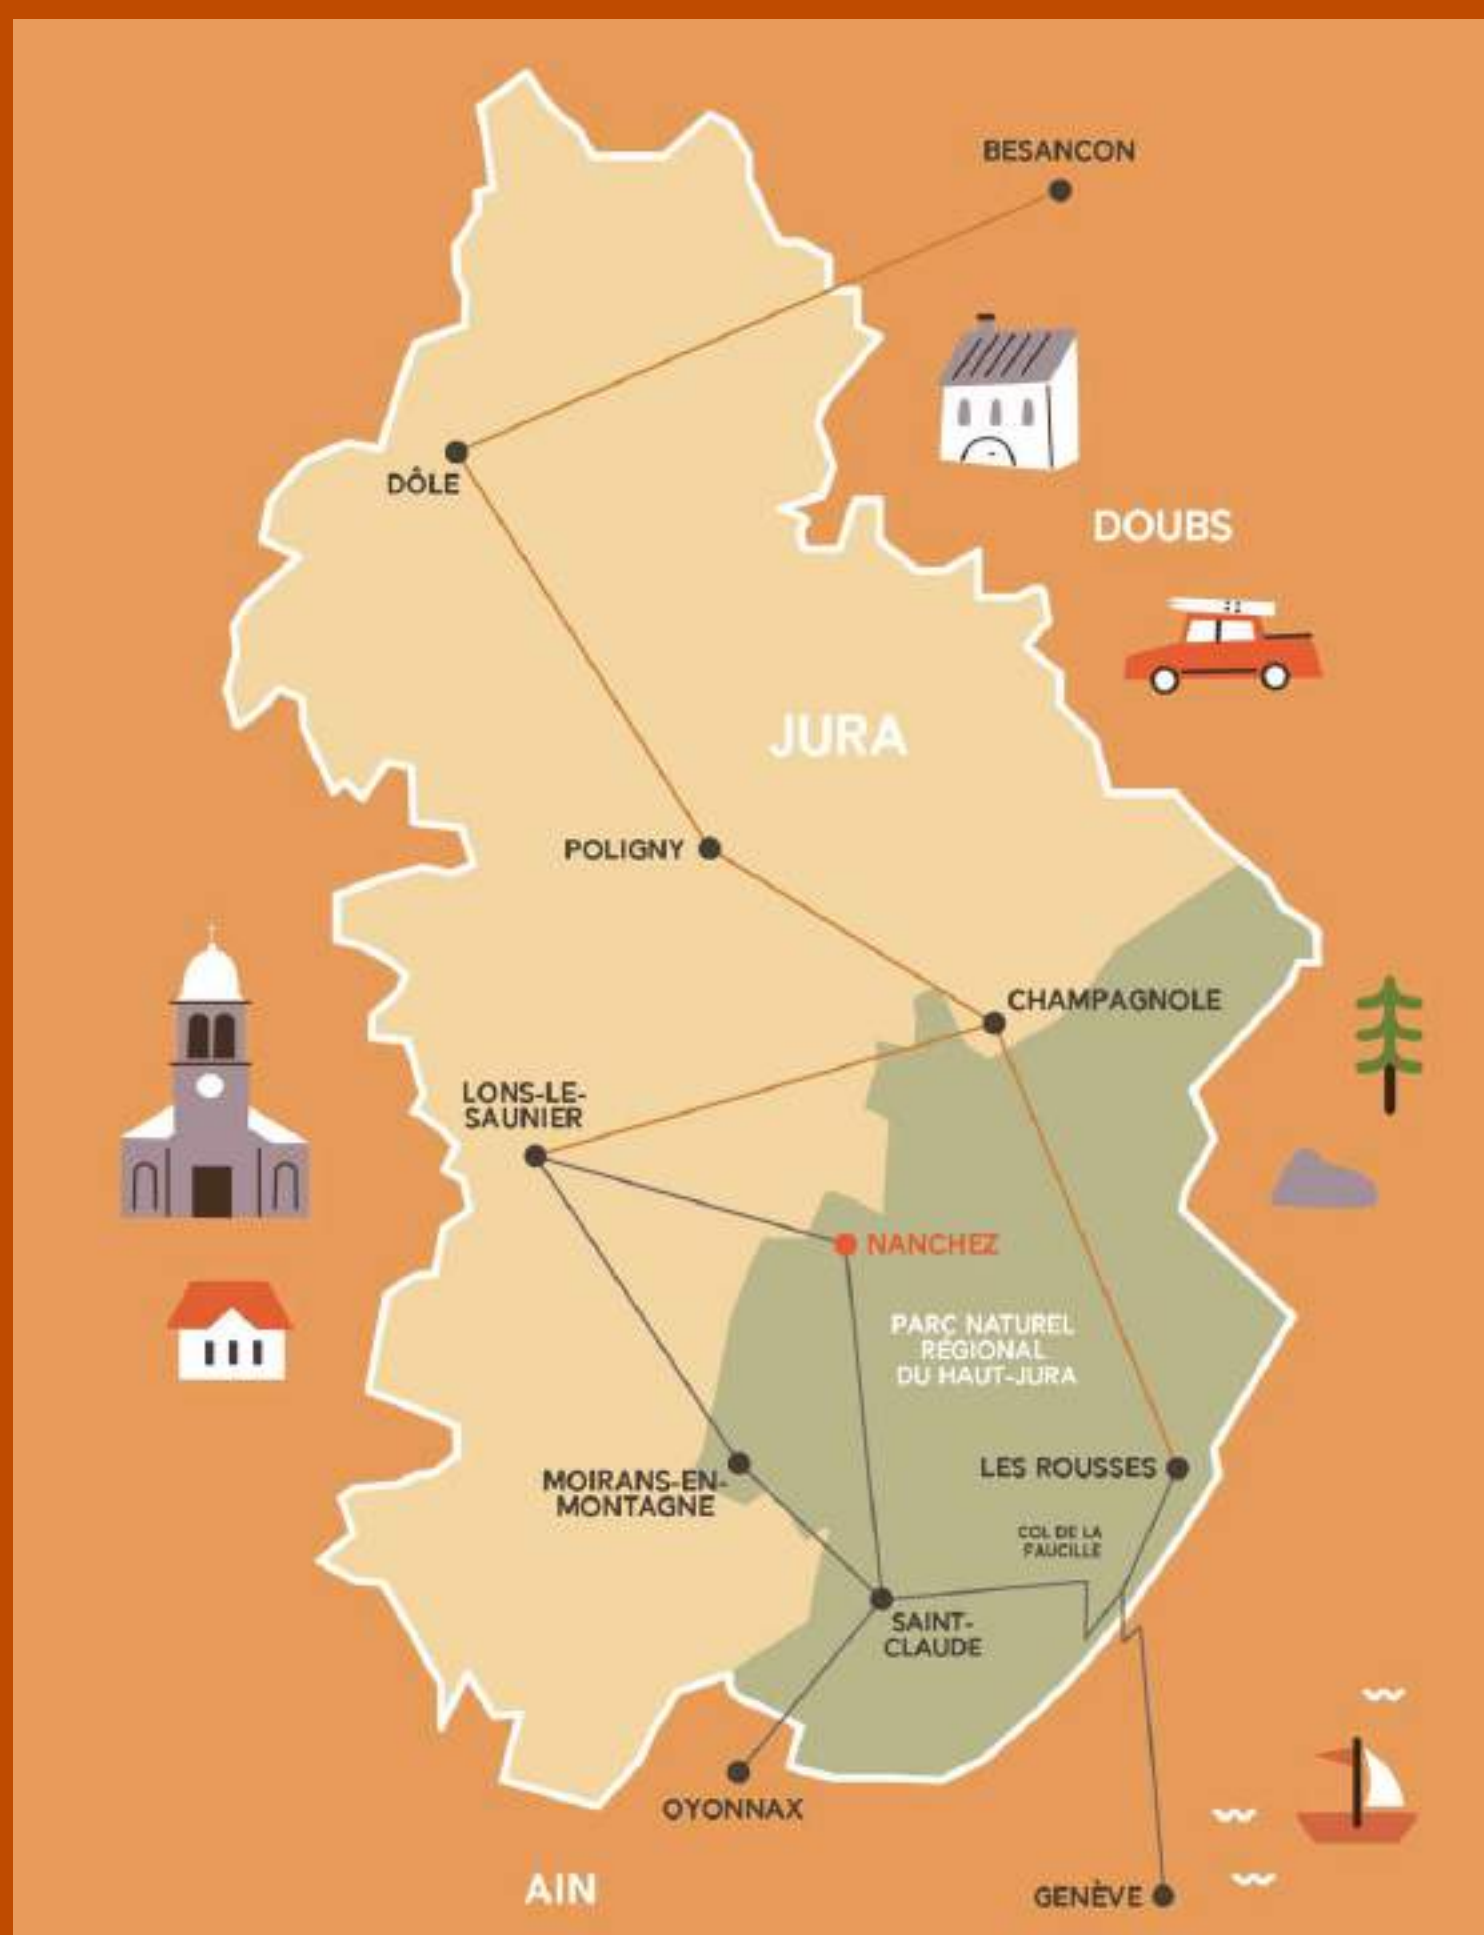 BESANCON
DÔLE
DOUBS
JURA
POLIGNY
CHAMPAGNOLE
LONS-LE-
SAUNIER
NANCHEZ
PARC NATUREL
RÉGIONAL
DU HAUT-JURA
LES ROUSSES
MOIRANS-EN-
MONTAGNE
COL DE LA
FAUCILLE
SAINT-
CLAUDE
OYONNAX
AIN
GENÈVE